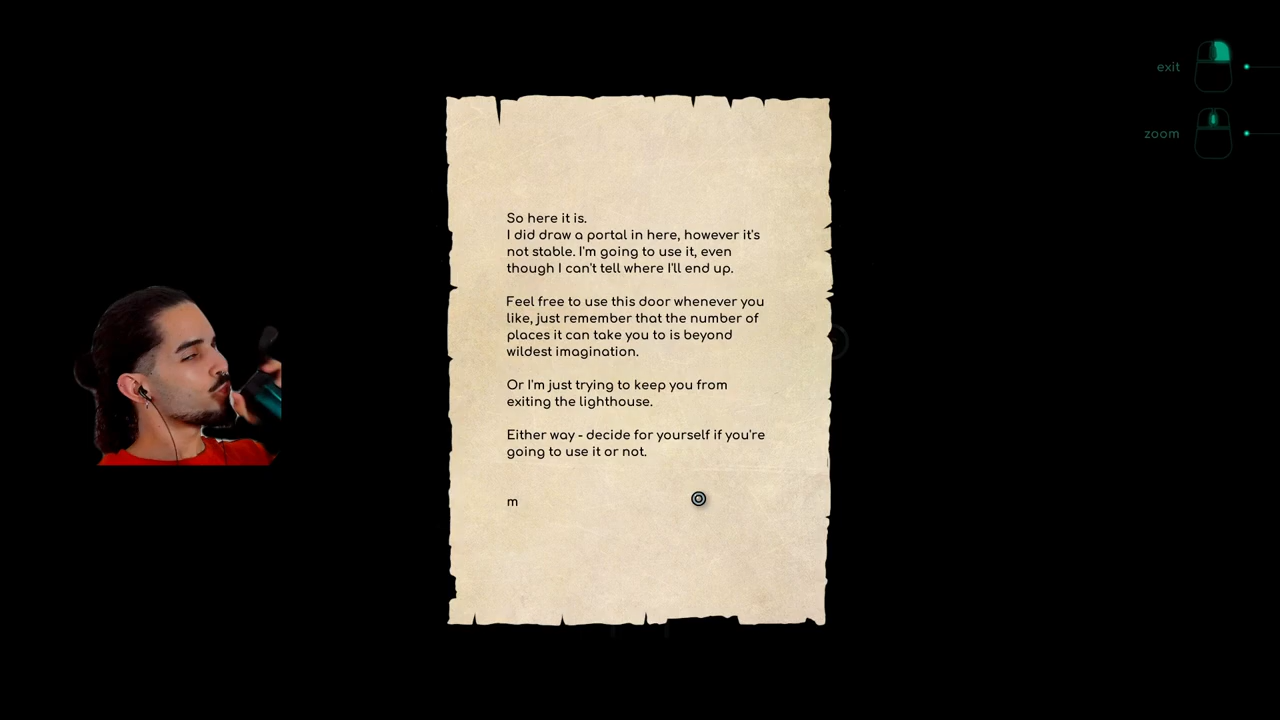 exit
zoom
So here it is.
I did draw a portal in here, however it's
not stable. I'm going to use it, even
though I can't tell where I'll end up.
Feel free to use this door whenever you
like, just remember that the number of
places it can take you to is beyond
wildest imagination.
Or I'm just trying to keep you from
exiting the lighthouse.
Either way - decide for yourself if you're
going to use it or not.
m